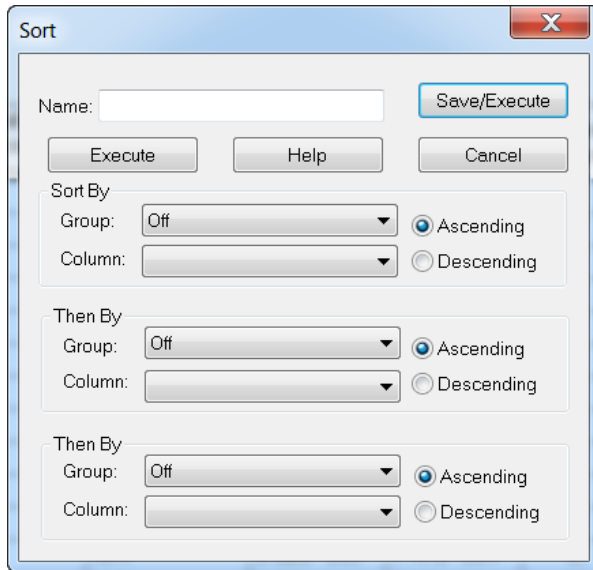 Sort
Name:
Save/Execute
Execute
Help
Cancel
Sort By
Group:
Off
Ascending
Column:
Descending
Then By
Group:
Off
Ascending
Column:
Descending
Then By
Group:
Off
Ascending
Column:
Descending